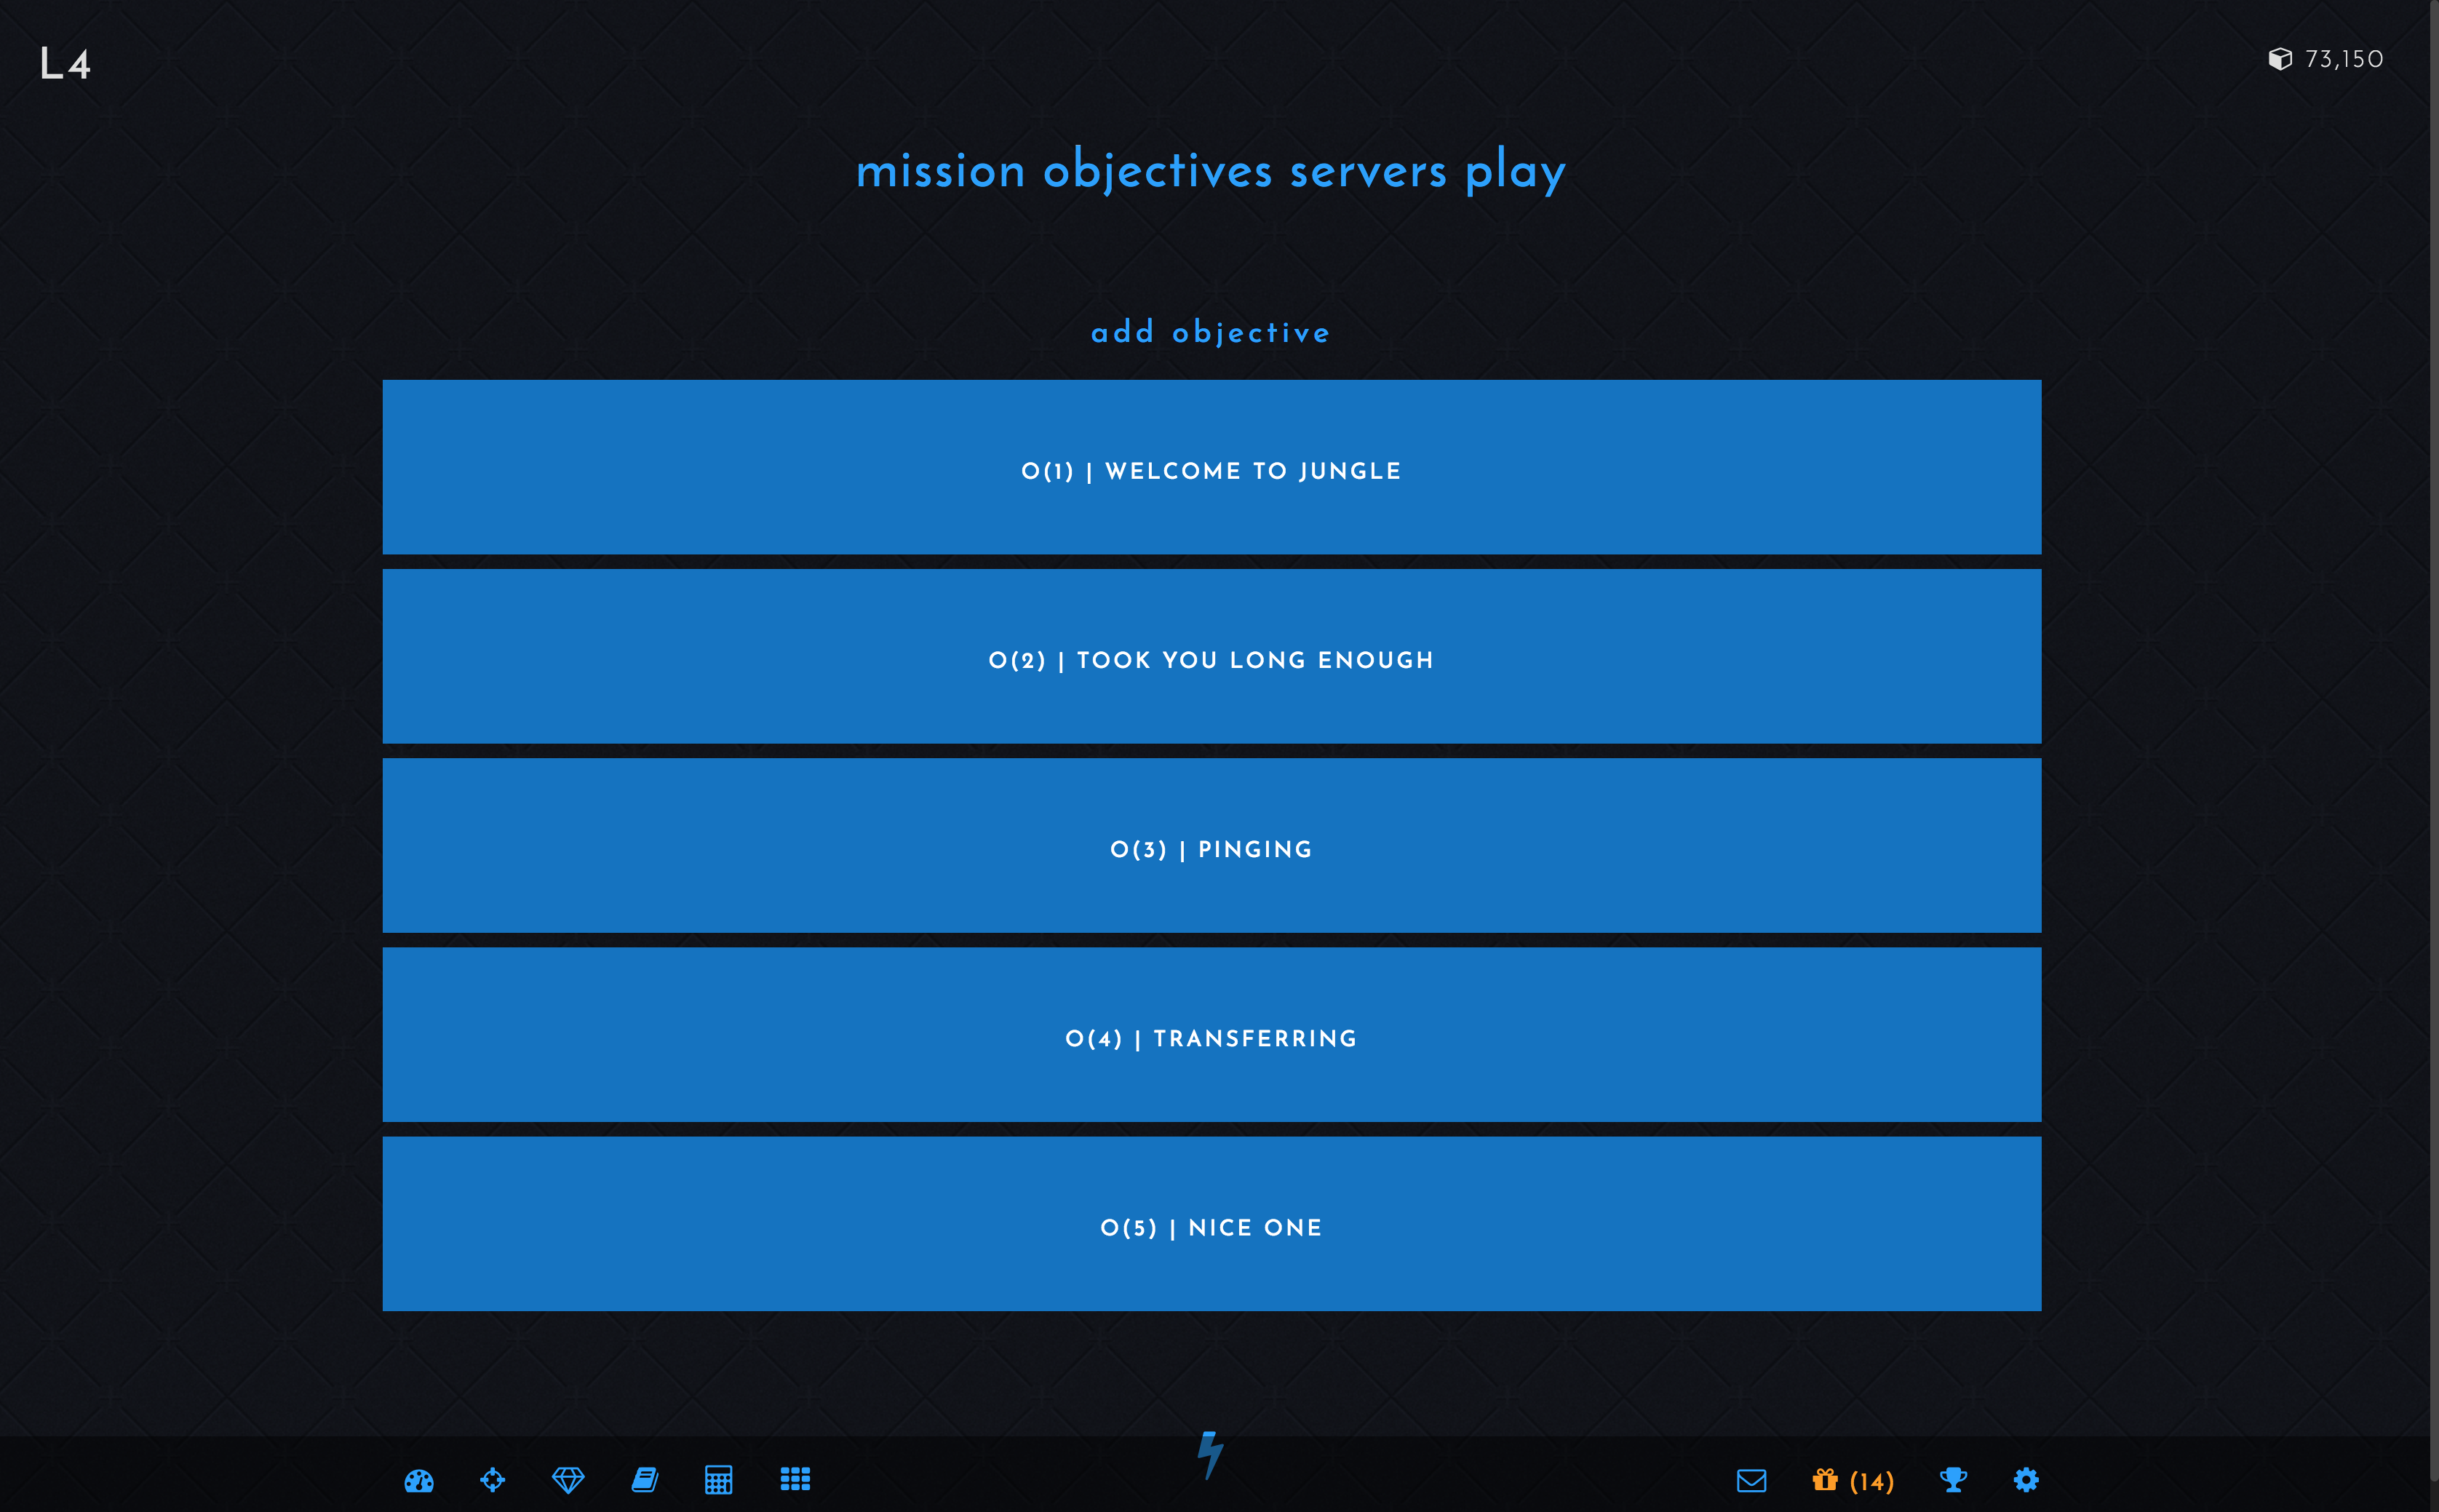 L4
73,150
mission objectives servers play
add objective
O(1) | WELCOME TO JUNGLE
O(2) | TOOK YOU LONG ENOUGH
O(3) | PINGING
O(4) | TRANSFERRING
O(5) | NICE ONE
(14)